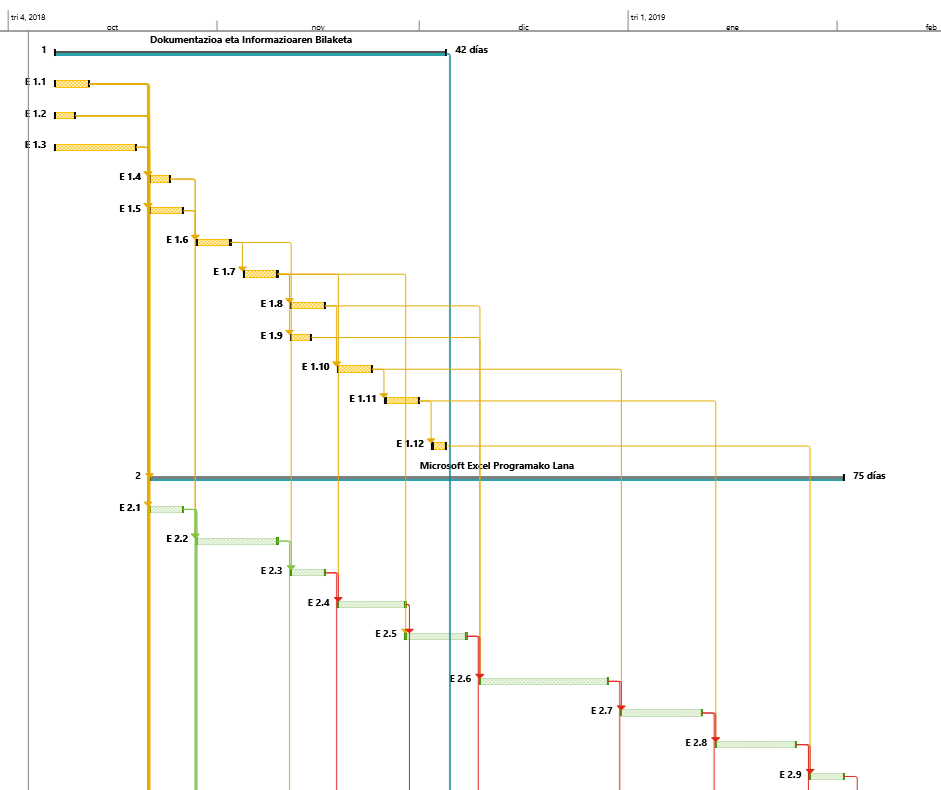 tri 4, 2018 tri 1, 2019
oct nov dic ene feb
Dokumentazioa eta Informazioaren Bilaketa
1 42 días
E 1.1
E 1.2
E 1.3
E 1.4
E 1.5
E 1.6
E 1.7
E 1.8
E 1.9
E 1.10
E 1.11
E 1.12
Microsoft Excel Programako Lana
2 75 días
E 2.1
E 2.2
E 2.3
E 2.4
E 2.5
E 2.6
E 2.7
E 2.8
E 2.9